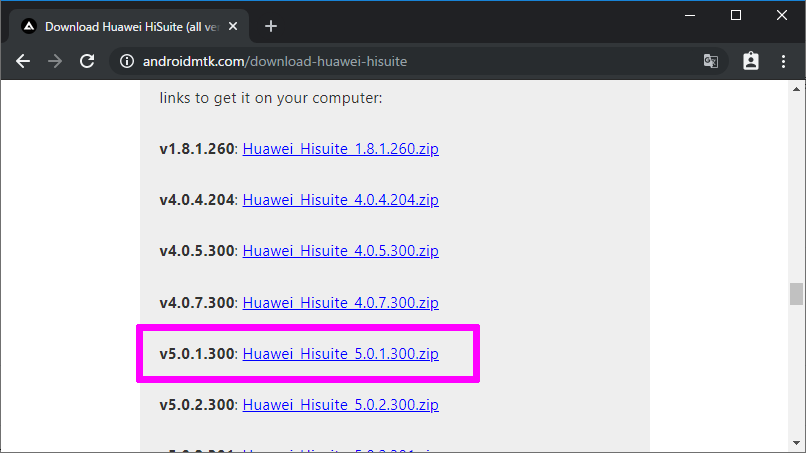 Download Huawei HiSuite (all ve
androidmtk.com/download-huawei-hisuite
links to get it on your computer:
v1.8.1.260: Huawei_Hisuite_1.8.1.260.zip
v4.0.4.204: Huawei_Hisuite_4.0.4.204.zip
v4.0.5.300: Huawei_Hisuite_4.0.5.300.zip
v4.0.7.300: Huawei_Hisuite_4.0.7.300.zip
v5.0.1.300: Huawei_Hisuite_5.0.1.300.zip
v5.0.2.300: Huawei_Hisuite_5.0.2.300.zip